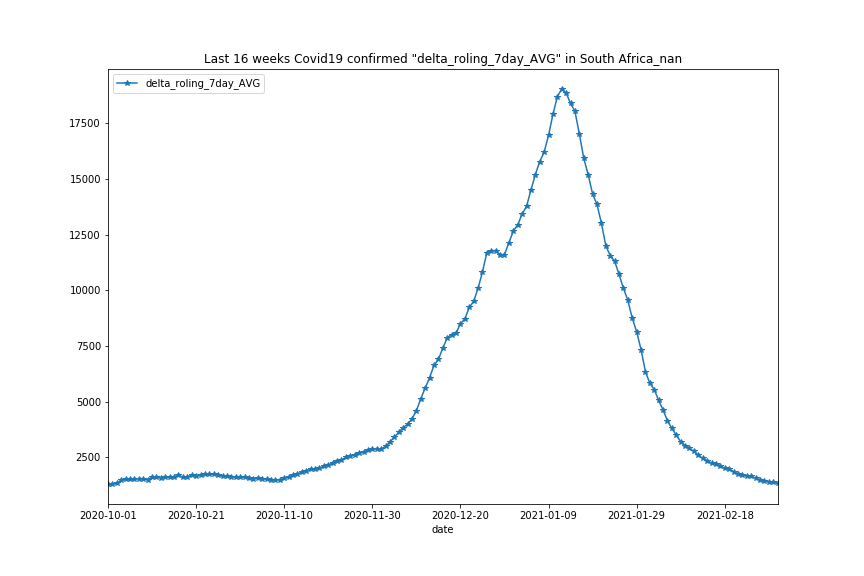 Last 16 weeks Covid19 confirmed "delta_roling_7day_AVG" in South Africa_nan
delta_roling_7day_AVG
17500
15000
12500
10000
7500
5000
2500
2020-10-01 2020-10-21 2020-11-10 2020-11-30 2020-12-20 2021-01-09 2021-01-29 2021-02-18
date